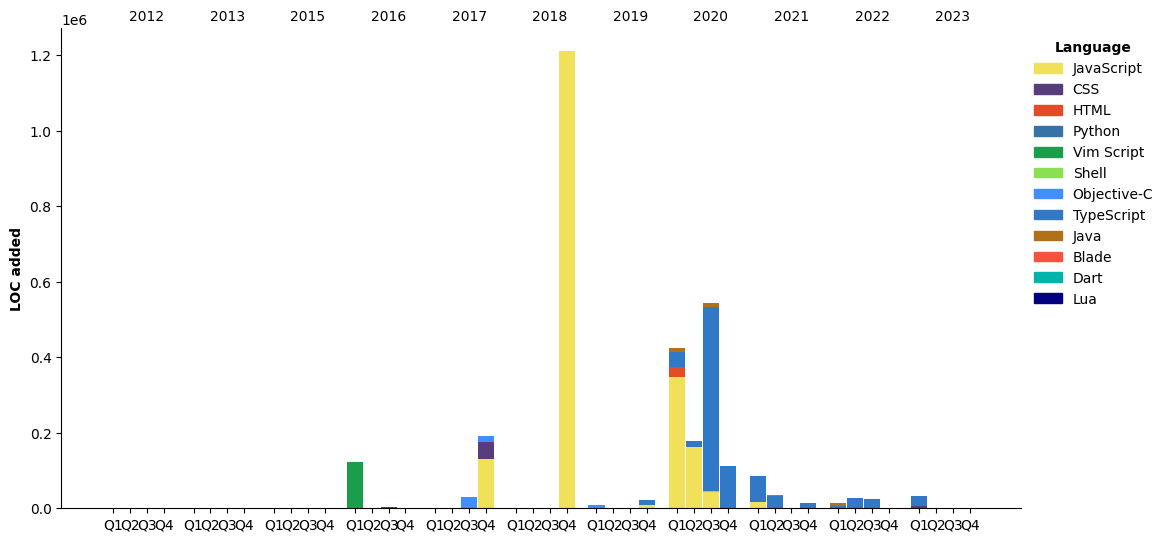 2012 2013 2015 2016 2017 2018 2019 2020 2021 2022 2023
1e6
Language
JavaScript
CSS
HTML
Python
Vim Script
Shell
Objective-C
TypeScript
Java
Blade
Dart
Lua
LOC added
1.2
1.0
0.8
0.6
0.4
0.2
0.0
Q1Q2Q3Q4 Q1Q2Q3Q4 Q1Q2Q3Q4 Q1Q2Q3Q4 Q1Q2Q3Q4 Q1Q2Q3Q4 Q1Q2Q3Q4 Q1Q2Q3Q4 Q1Q2Q3Q4 Q1Q2Q3Q4 Q1Q2Q3Q4